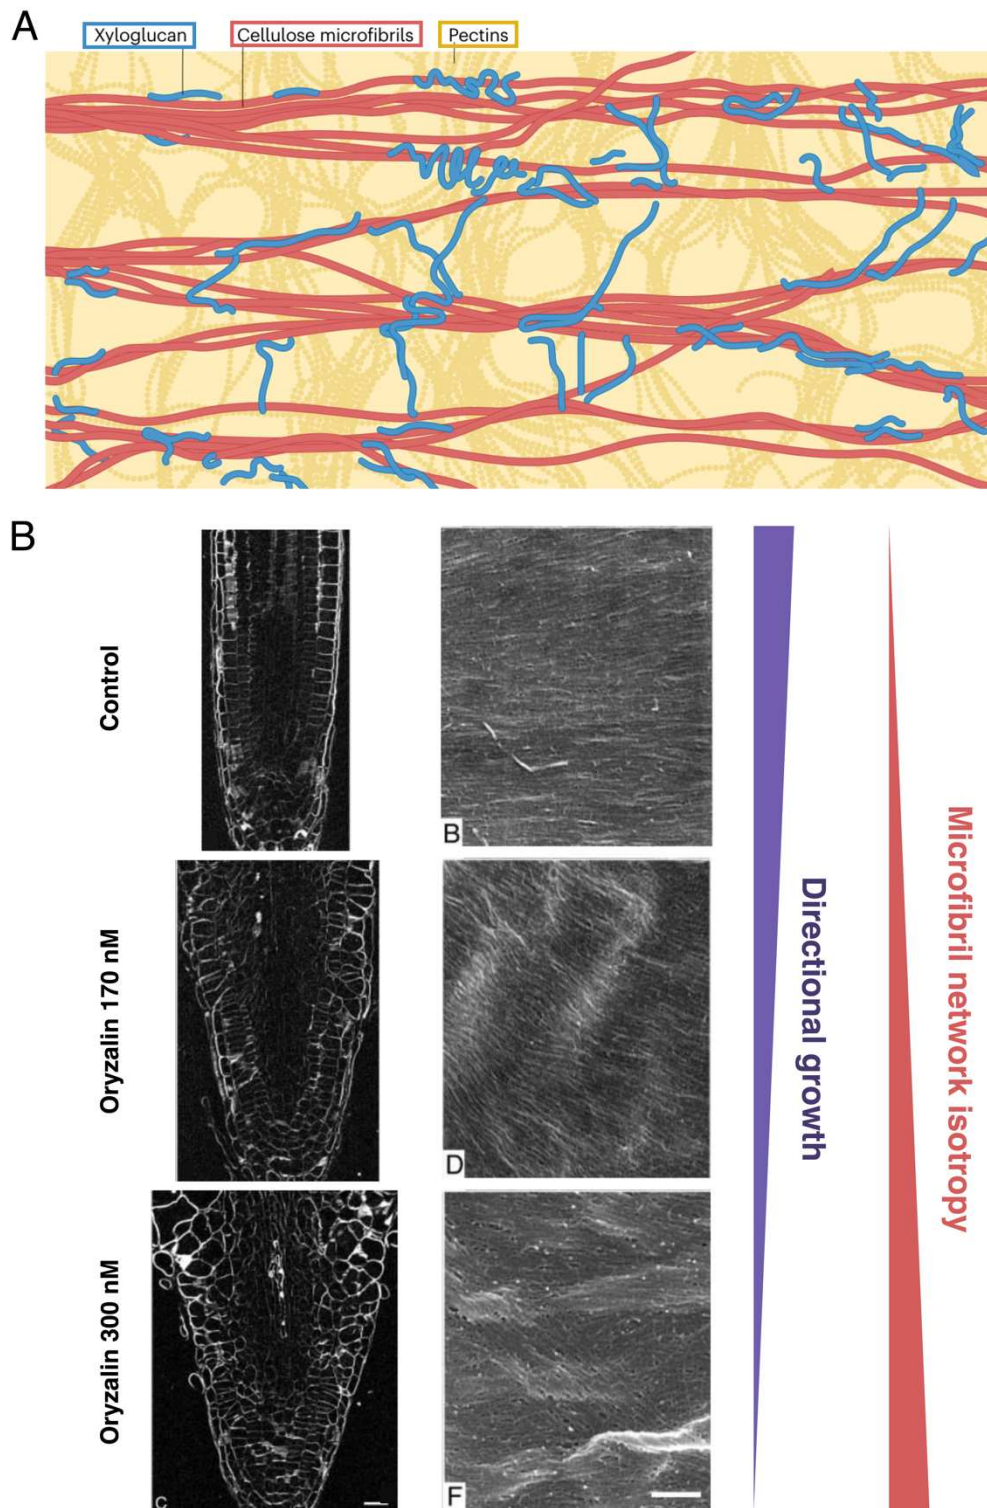 A
Xyloglucan
Cellulose microfibrils
Pectins
B
Control
B
Oryzalin 170 nM
D
Oryzalin 300 nM
C
F
Directional growth
Microfibril network isotropy